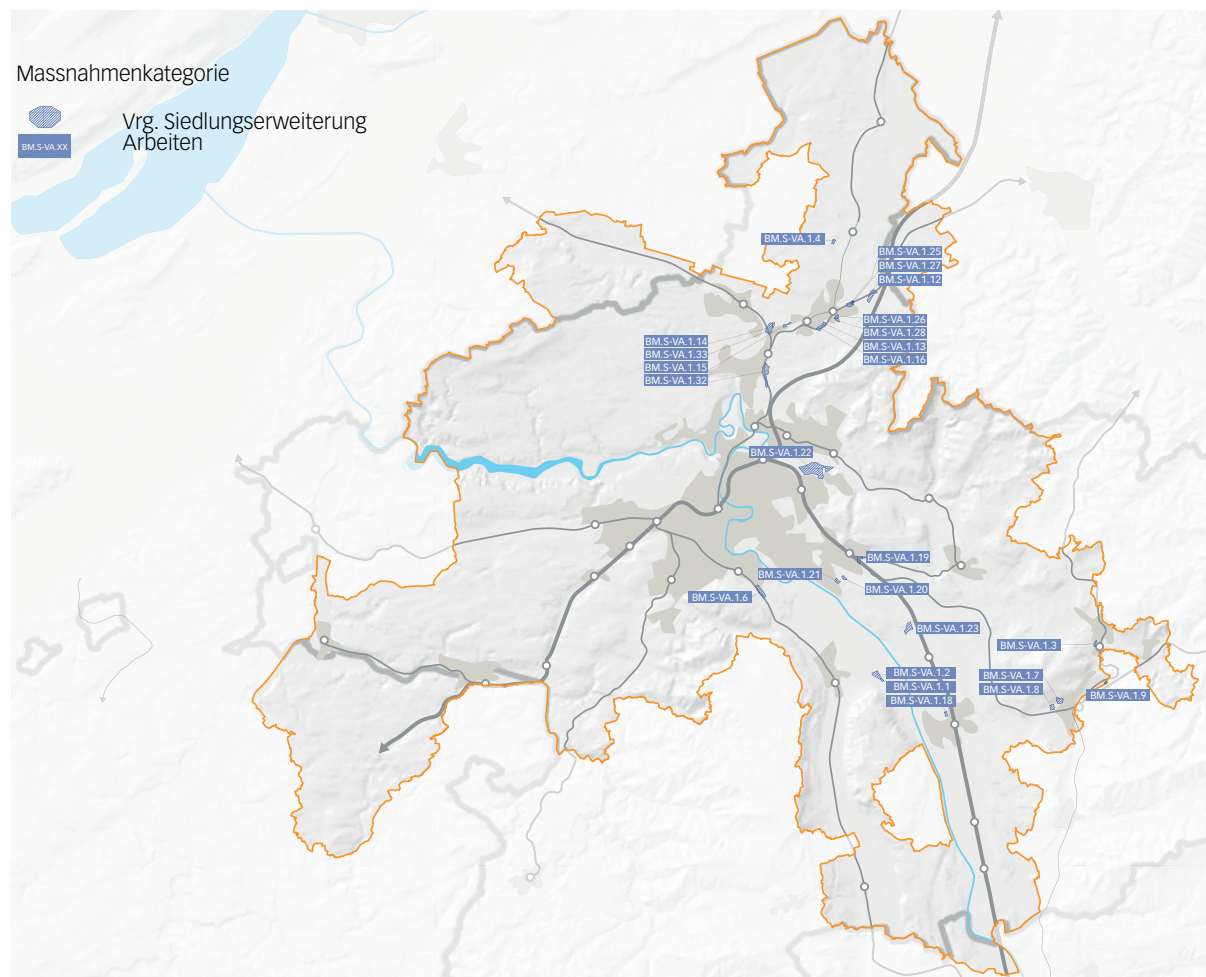 Massnahmenkategorie
Vrg. Siedlungserweiterung
Arbeiten
BM.S-VA.XX
BM.S-VA.1.4
BM.S-VA.1.25
BM.S-VA.1.27
BM.S-VA.1.12
BM.S-VA.1.26
BM.S-VA.1.28
BM.S-VA.1.13
BM.S-VA.1.16
BM.S-VA.1.14
BM.S-VA.1.33
BM.S-VA.1.15
BM.S-VA.1.32
BM.S-VA.1.22
BM.S-VA.1.19
BM.S-VA.1.21
BM.S-VA.1.20
BM.S-VA.1.6
BM.S-VA.1.23
BM.S-VA.1.3
BM.S-VA.1.2
BM.S-VA.1.1
BM.S-VA.1.18
BM.S-VA.1.7
BM.S-VA.1.8
BM.S-VA.1.9